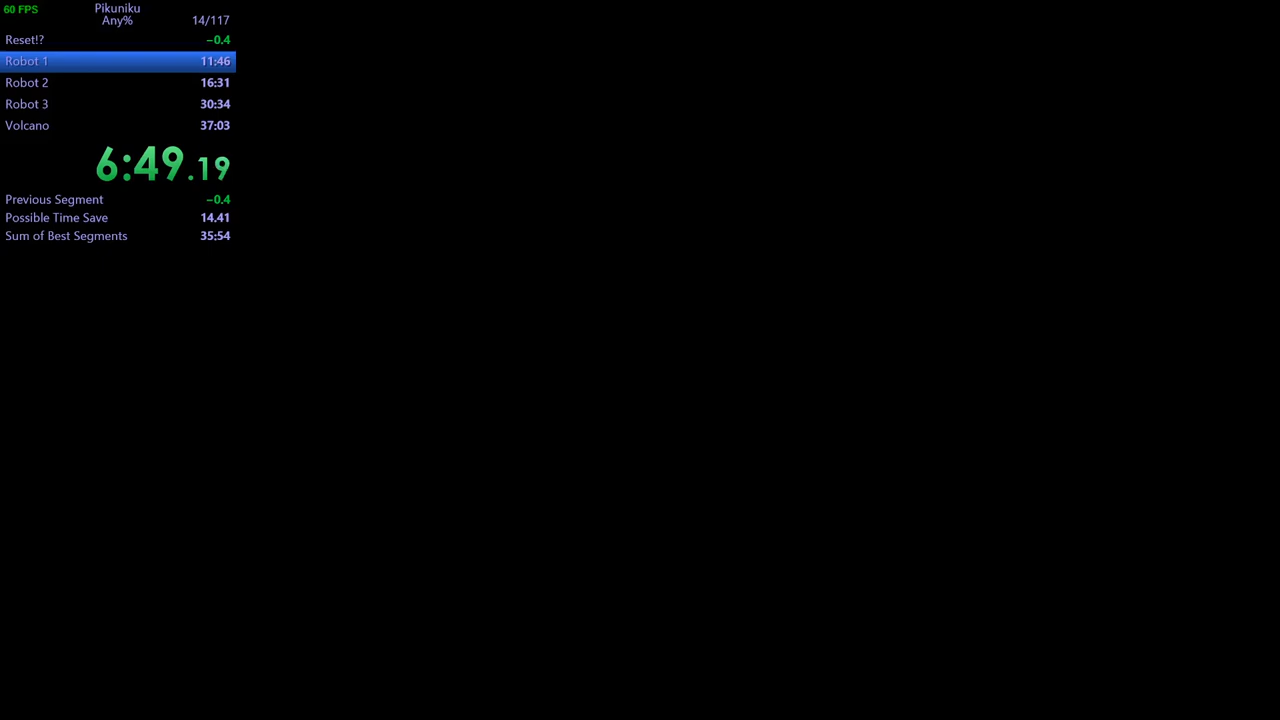 60 FPS
Pikuniku
Any% 14/117
Reset!? −0.4
Robot 1 11:46
Robot 2 16:31
Robot 3 30:34
Volcano 37:03
6:49.19
Previous Segment −0.4
Possible Time Save 14.41
Sum of Best Segments 35:54